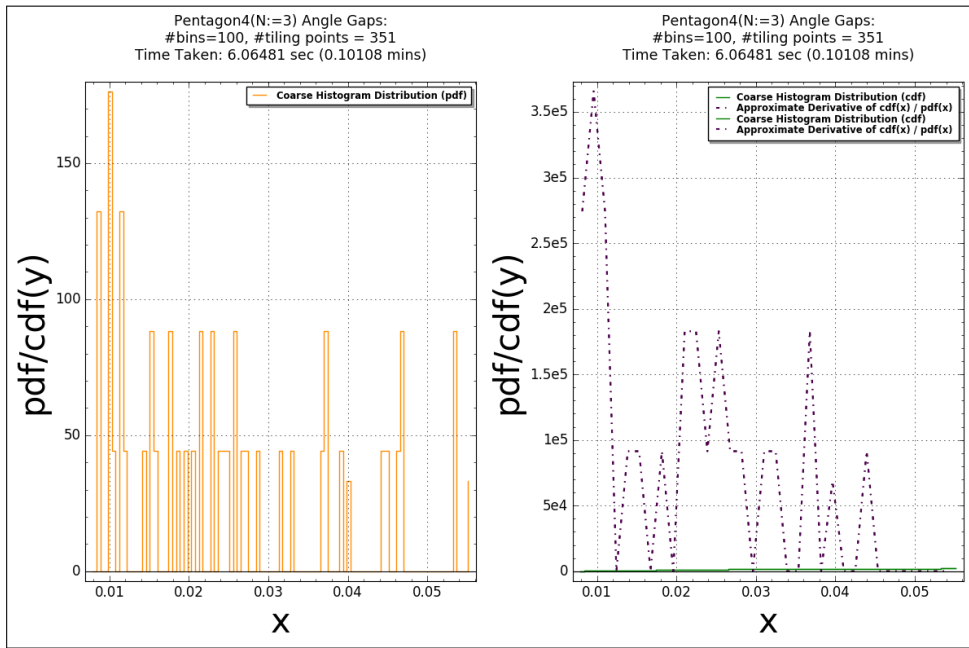 Pentagon4(N:=3) Angle Gaps:
#bins=100, #tiling points = 351
Time Taken: 6.06481 sec (0.10108 mins)
Coarse Histogram Distribution (pdf)
pdf/cdf(y)
150
100
50
0
0.01 0.02 0.03 0.04 0.05
x
Pentagon4(N:=3) Angle Gaps:
#bins=100, #tiling points = 351
Time Taken: 6.06481 sec (0.10108 mins)
Coarse Histogram Distribution (cdf)
Approximate Derivative of cdf(x) / pdf(x)
Coarse Histogram Distribution (cdf)
Approximate Derivative of cdf(x) / pdf(x)
pdf/cdf(y)
3.5e5
3e5
2.5e5
2e5
1.5e5
1e5
5e4
0
0.01 0.02 0.03 0.04 0.05
x